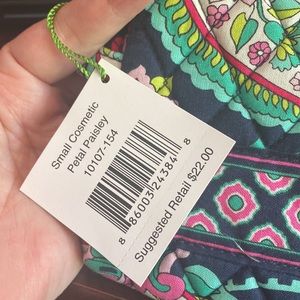 Small Cosmetic
Petal Paisley
10107-154
8 86003 24384 8
Suggested Retail $22.00